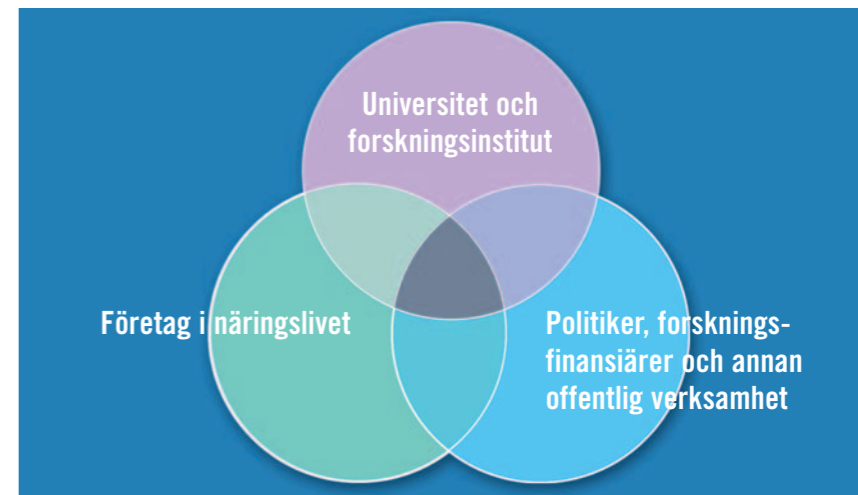 Universitet och
forskningsinstitut
Företag i näringslivet
Politiker, forsknings-
finansiärer och annan
offentlig verksamhet